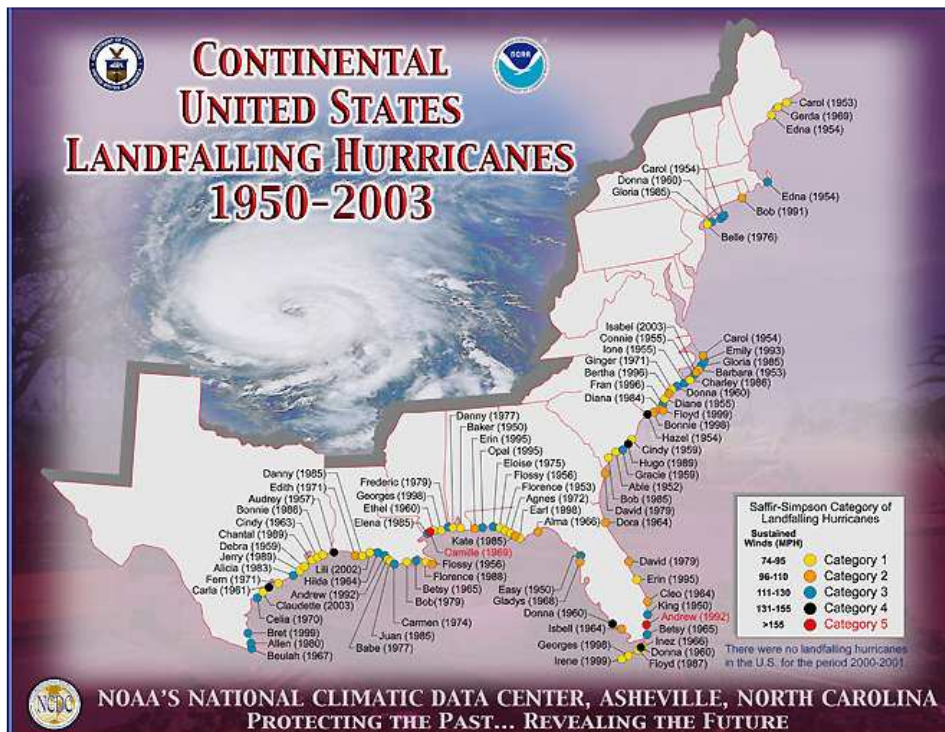 CONTINENTAL
UNITED STATES
LANDFALLING HURRICANES
1950-2003
NOAA
Carol (1953)
Gerda (1969)
Edna (1954)
Carol (1954)
Donna (1960)
Gloria (1985)
Edna (1954)
Bob (1991)
Belle (1976)
Isabel (2003)
Connie (1955)
Ione (1955)
Ginger (1971)
Bertha (1996)
Fran (1996)
Diana (1984)
Carol (1954)
Emily (1993)
Gloria (1985)
Barbara (1953)
Charley (1986)
Donna (1960)
Diane (1955)
Floyd (1999)
Bonnie (1998)
Hazel (1954)
Cindy (1959)
Hugo (1989)
Gracie (1959)
Able (1952)
Bob (1985)
David (1979)
Dora (1964)
Danny (1977)
Baker (1950)
Erin (1995)
Opal (1995)
Eloise (1975)
Flossy (1956)
Florence (1953)
Agnes (1972)
Earl (1998)
Alma (1966)
Frederic (1979)
Georges (1998)
Ethel (1960)
Elena (1985)
Kate (1985)
Camille (1969)
Flossy (1956)
Florence (1988)
Betsy (1965)
Bob(1979)
Carmen (1974)
Juan (1985)
Babe (1977)
Danny (1985)
Edith (1971)
Audrey (1957)
Bonnie (1986)
Cindy (1963)
Chantal (1989)
Debra (1959)
Jerry (1989)
Alicia (1983)
Fern (1971)
Carla (1961)
Lili (2002)
Hilda (1964)
Andrew (1992)
Claudette (2003)
Celia (1970)
Bret (1999)
Allen (1980)
Beulah (1967)
Easy (1950)
Gladys (1968)
Donna (1960)
Isbell (1964)
Georges (1998)
Irene (1999)
David (1979)
Erin (1995)
Cleo (1964)
King (1950)
Andrew (1992)
Betsy (1965)
Inez (1966)
Donna (1960)
Floyd (1987)
Saffir-Simpson Category of
Landfalling Hurricanes
Sustained
Winds (MPH)
74-95 Category 1
96-110 Category 2
111-130 Category 3
131-155 Category 4
>155 Category 5
There were no landfalling hurricanes
in the U.S. for the period 2000-2001
NCDC
NOAA'S NATIONAL CLIMATIC DATA CENTER, ASHEVILLE, NORTH CAROLINA
PROTECTING THE PAST... REVEALING THE FUTURE